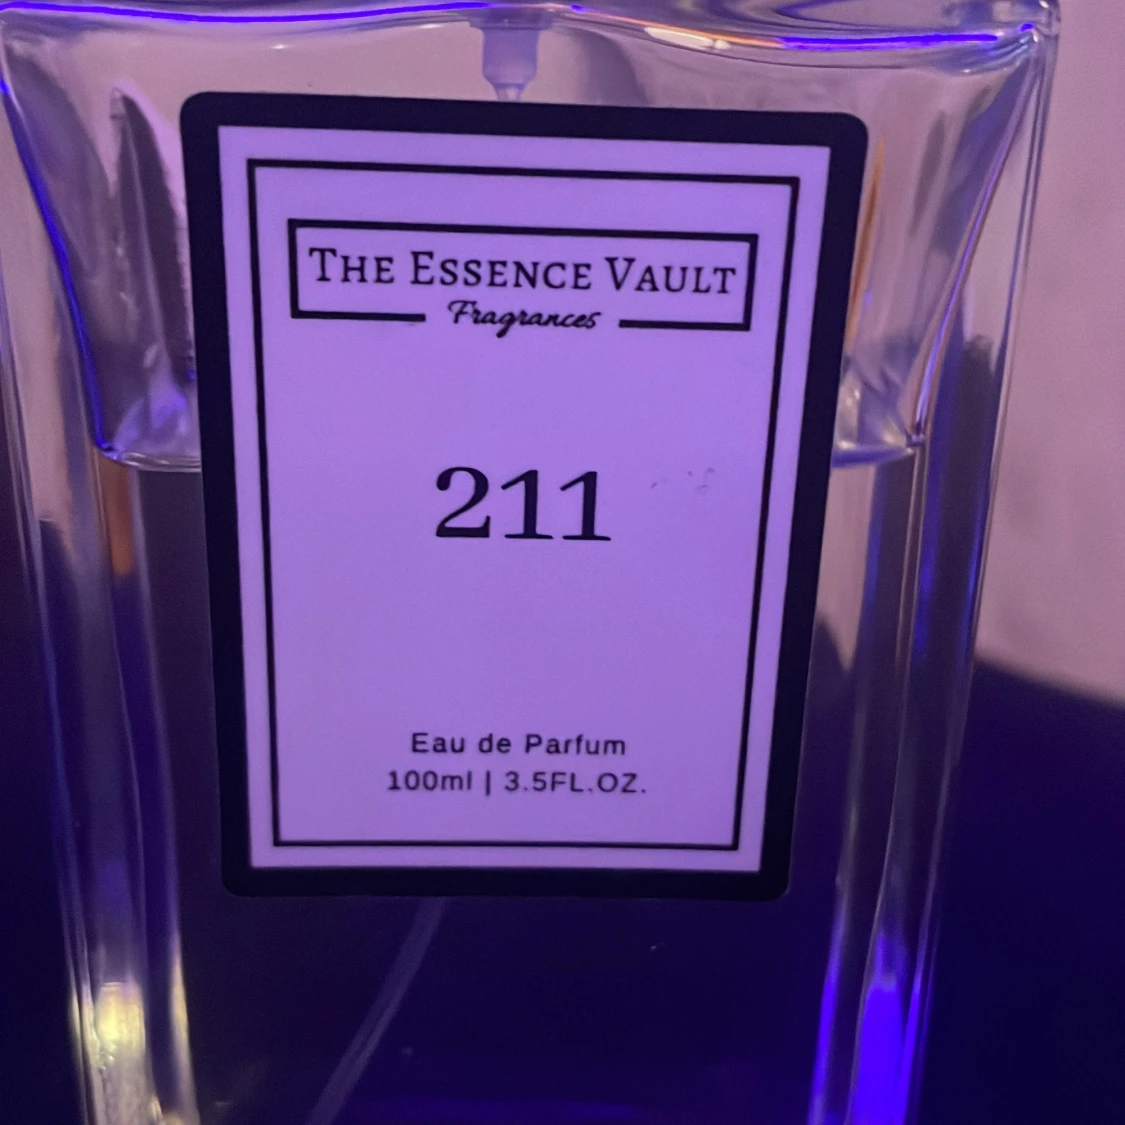 THE ESSENCE VAULT
Fragrances
211
Eau de Parfum
100ml | 3.5FL.OZ.